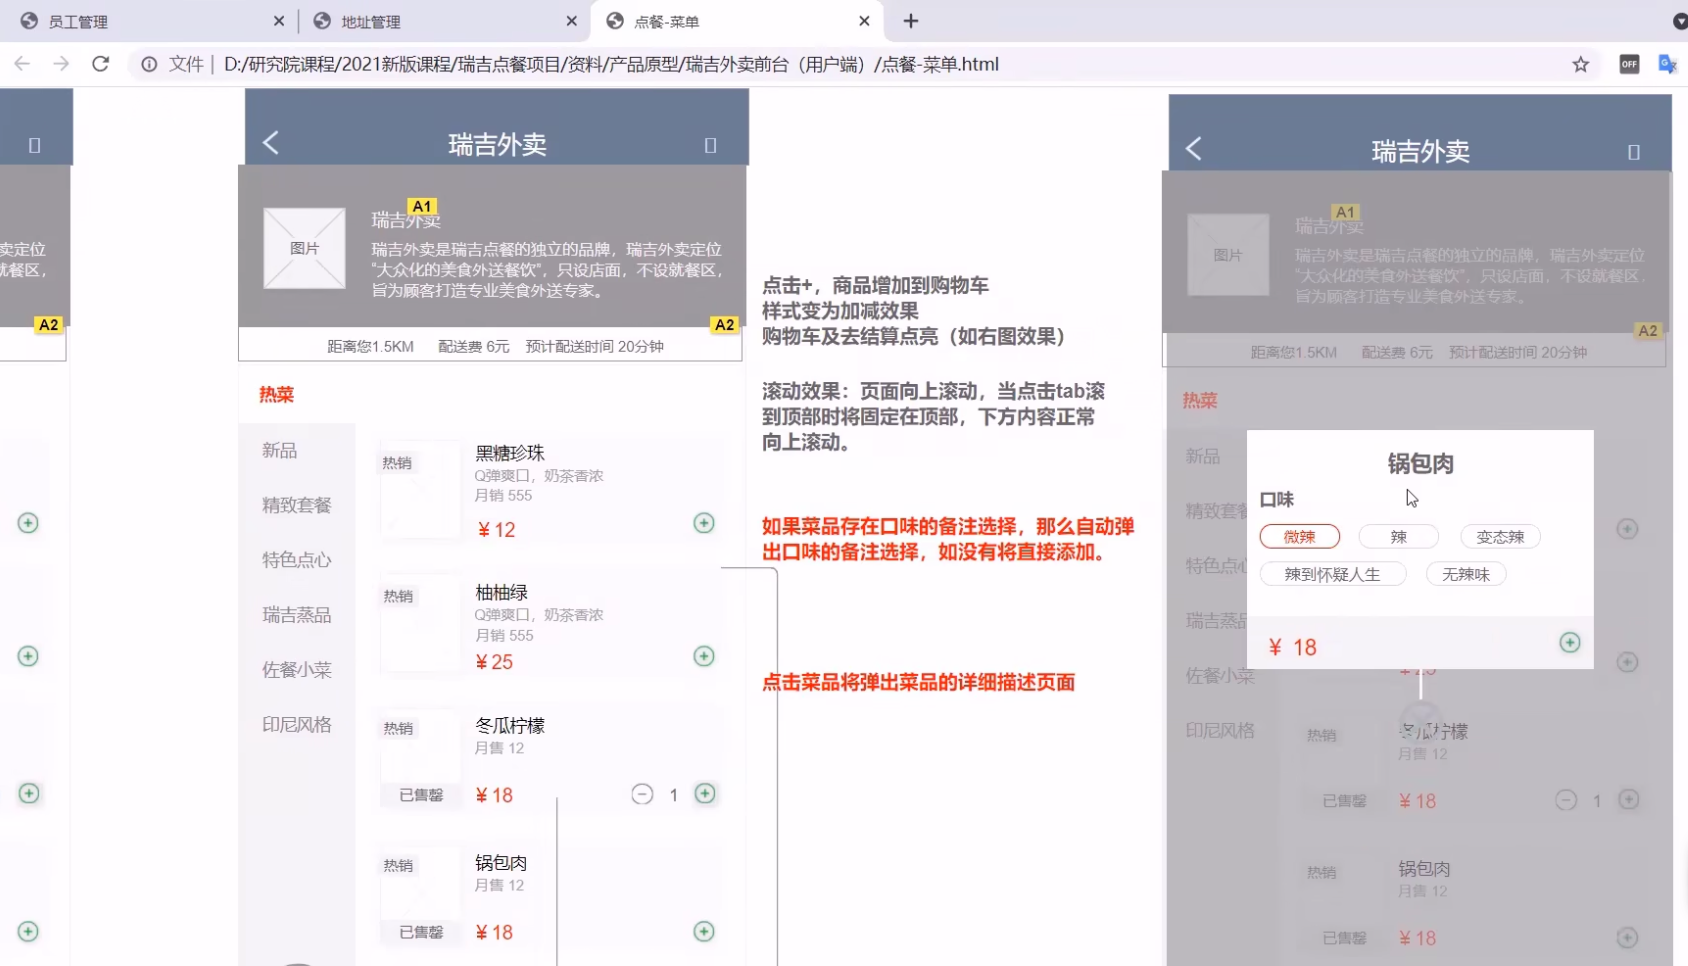 员工管理
地址管理
点餐-菜单
文件 | D:/研究院课程/2021新版课程/瑞吉点餐项目/资料/产品原型/瑞吉外卖前台（用户端）/点餐-菜单.html
OFF
卖定位
就餐区，
A2
瑞吉外卖
A1
瑞吉外卖
图片
瑞吉外卖是瑞吉点餐的独立的品牌，瑞吉外卖定位
“大众化的美食外送餐饮”，只设店面，不设就餐区，
旨为顾客打造专业美食外送专家。
A2
距离您1.5KM 配送费 6元 预计配送时间 20分钟
热菜
新品
精致套餐
特色点心
瑞吉蒸品
佐餐小菜
印尼风格
热销
黑糖珍珠
Q弹爽口，奶茶香浓
月销 555
¥ 12
热销
柚柚绿
Q弹爽口，奶茶香浓
月销 555
¥ 25
热销
冬瓜柠檬
月售 12
已售罄
¥ 18
1
热销
锅包肉
月售 12
已售罄
¥ 18
点击+，商品增加到购物车
样式变为加减效果
购物车及去结算点亮（如右图效果）
滚动效果：页面向上滚动，当点击tab滚
到顶部时将固定在顶部，下方内容正常
向上滚动。
如果菜品存在口味的备注选择，那么自动弹
出口味的备注选择，如没有将直接添加。
点击菜品将弹出菜品的详细描述页面
瑞吉外卖
A1
瑞吉外卖
图片
瑞吉外卖是瑞吉点餐的独立的品牌，瑞吉外卖定位
“大众化的美食外送餐饮”，只设店面，不设就餐区，
旨为顾客打造专业美食外送专家。
A2
距离您1.5KM 配送费 6元 预计配送时间 20分钟
热菜
新品
精致套餐
特色点心
瑞吉蒸品
佐餐小菜
印尼风格
锅包肉
口味
微辣 辣 变态辣
辣到怀疑人生 无辣味
¥ 18
热销
冬瓜柠檬
月售 12
已售罄
¥ 18
1
热销
锅包肉
月售 12
已售罄
¥ 18